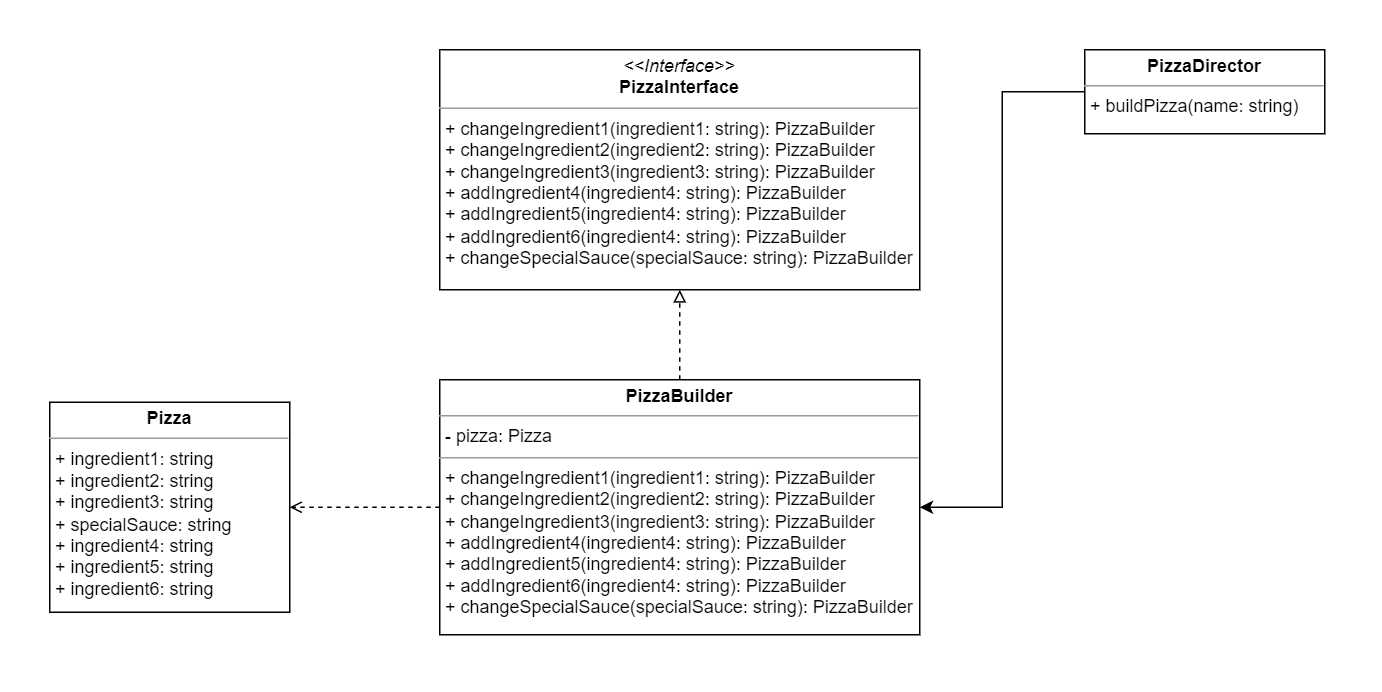 <<Interface>>
PizzaInterface
+ changeIngredient1(ingredient1: string): PizzaBuilder
+ changeIngredient2(ingredient2: string): PizzaBuilder
+ changeIngredient3(ingredient3: string): PizzaBuilder
+ addIngredient4(ingredient4: string): PizzaBuilder
+ addIngredient5(ingredient4: string): PizzaBuilder
+ addIngredient6(ingredient4: string): PizzaBuilder
+ changeSpecialSauce(specialSauce: string): PizzaBuilder
PizzaDirector
+ buildPizza(name: string)
Pizza
+ ingredient1: string
+ ingredient2: string
+ ingredient3: string
+ specialSauce: string
+ ingredient4: string
+ ingredient5: string
+ ingredient6: string
PizzaBuilder
- pizza: Pizza
+ changeIngredient1(ingredient1: string): PizzaBuilder
+ changeIngredient2(ingredient2: string): PizzaBuilder
+ changeIngredient3(ingredient3: string): PizzaBuilder
+ addIngredient4(ingredient4: string): PizzaBuilder
+ addIngredient5(ingredient4: string): PizzaBuilder
+ addIngredient6(ingredient4: string): PizzaBuilder
+ changeSpecialSauce(specialSauce: string): PizzaBuilder